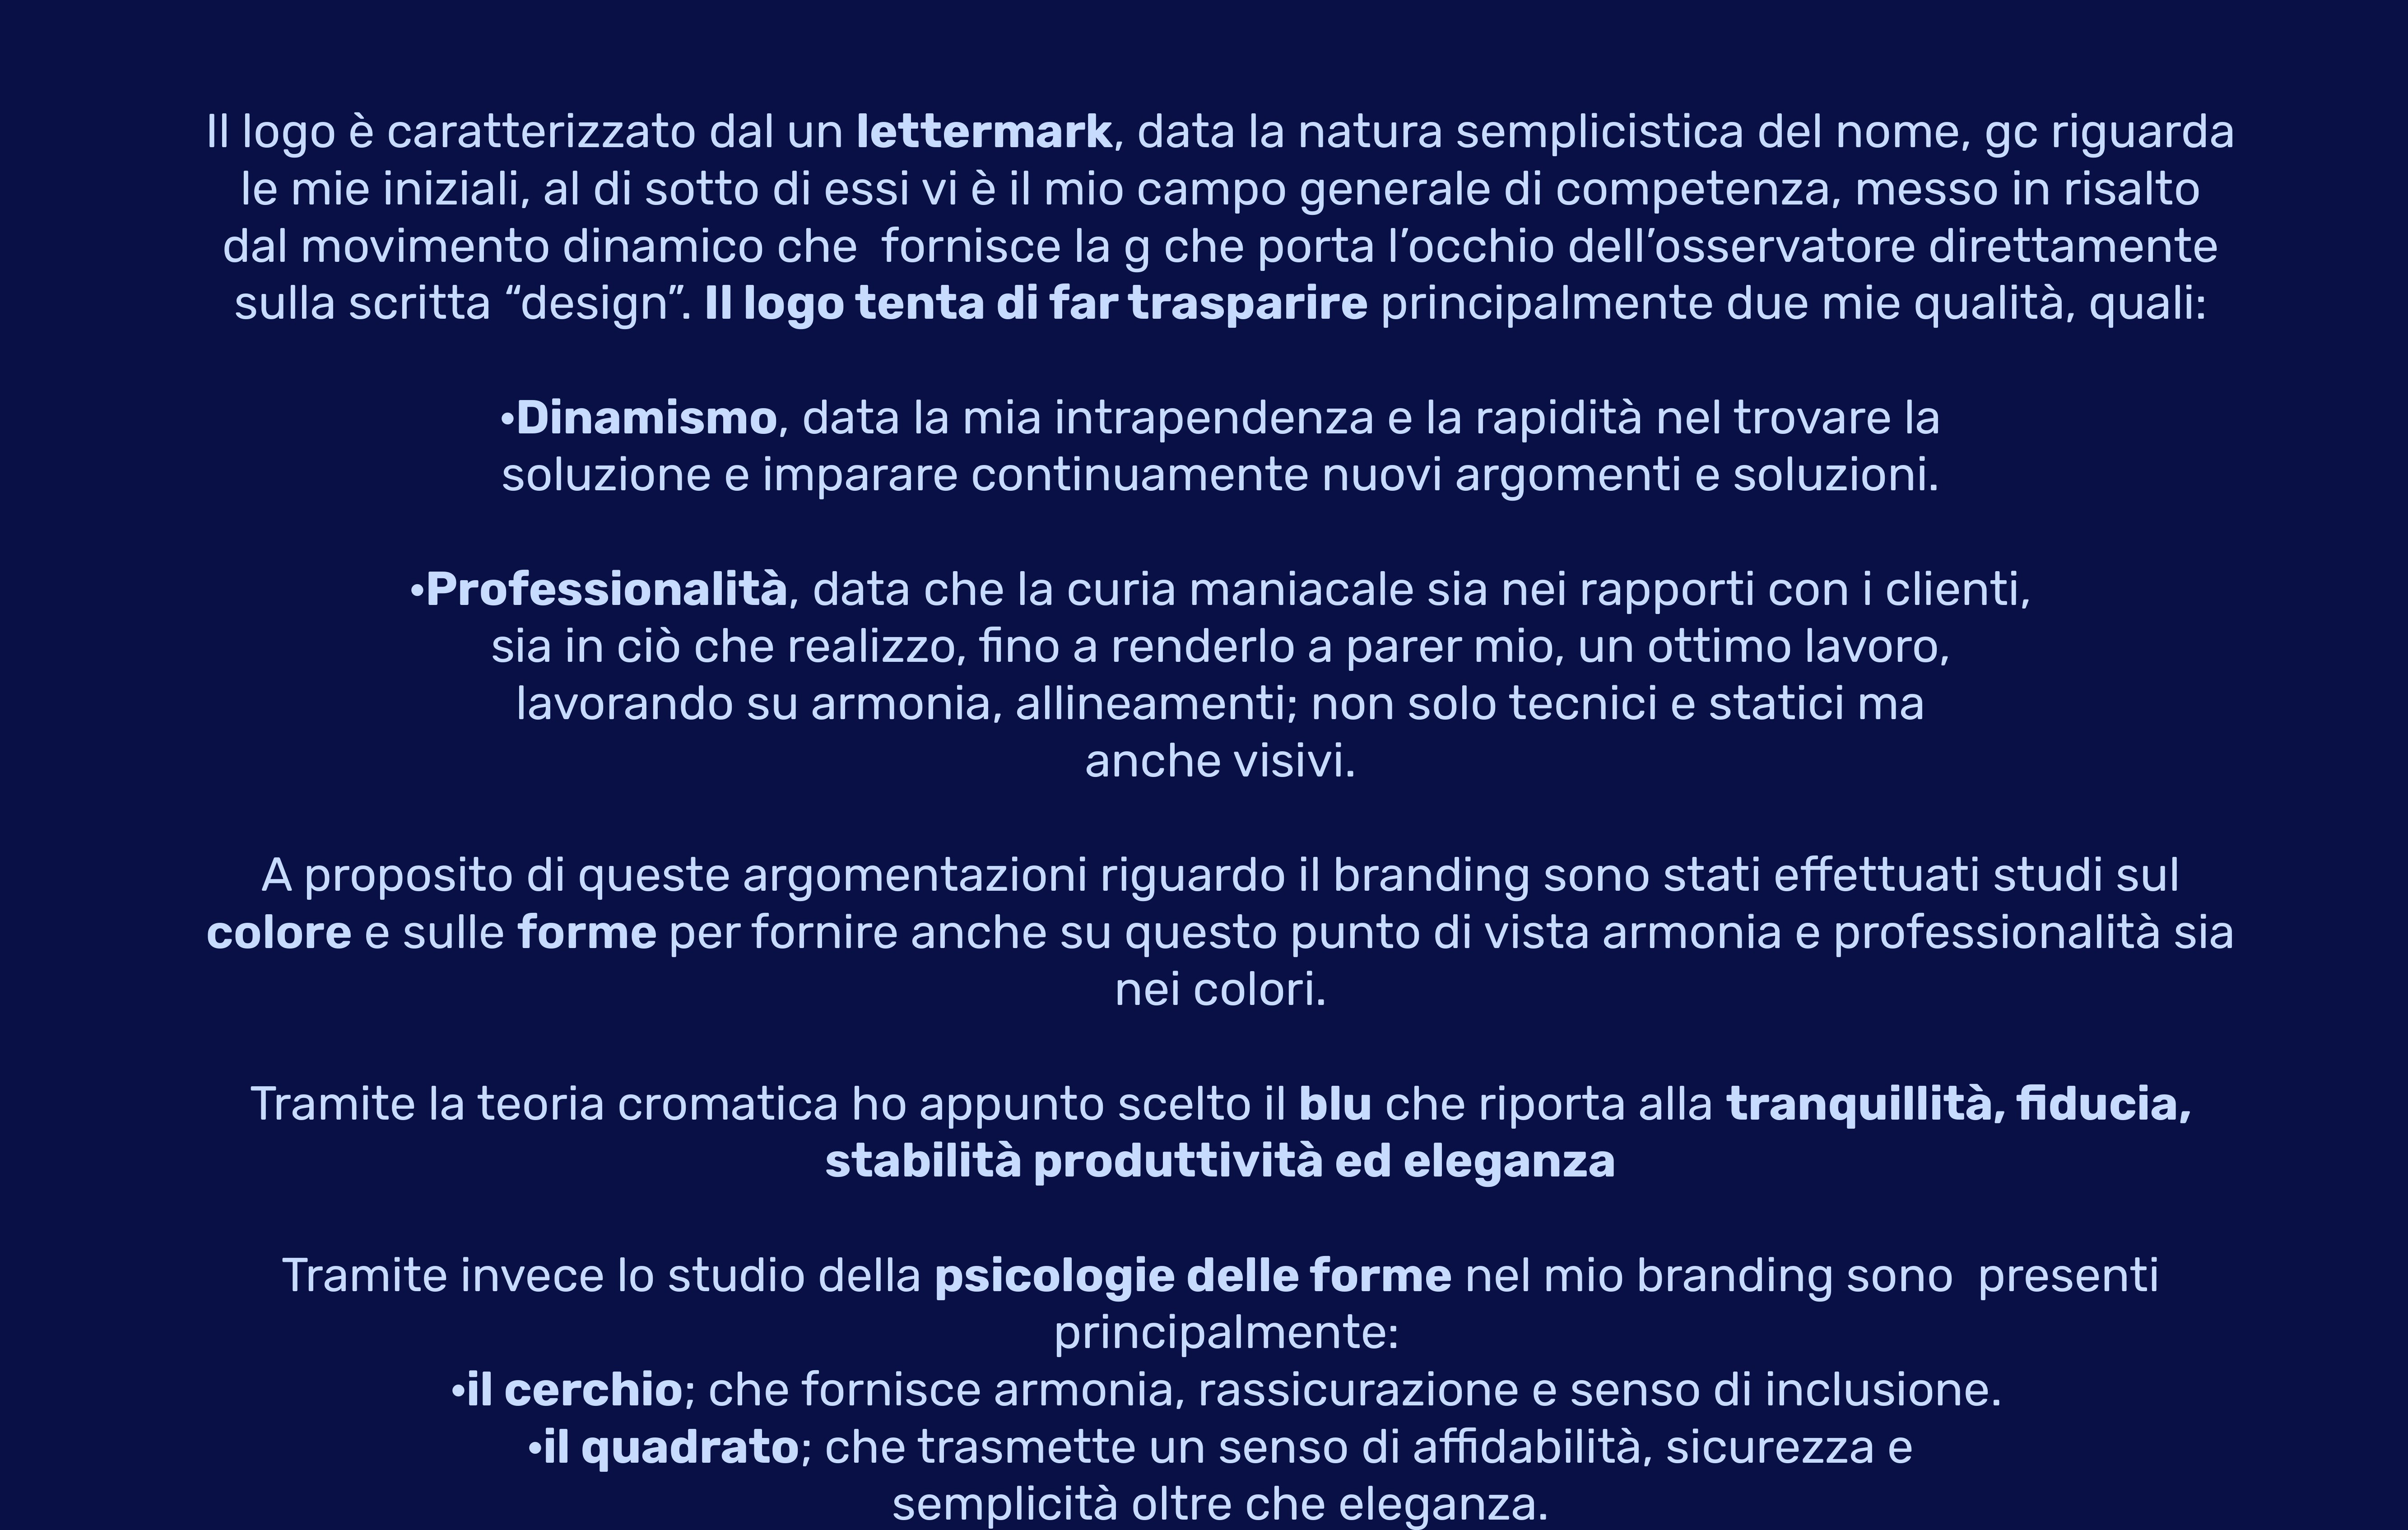 Il logo è caratterizzato dal un lettermark, data la natura semplicistica del nome, gc riguarda
le mie iniziali, al di sotto di essi vi è il mio campo generale di competenza, messo in risalto
dal movimento dinamico che  fornisce la g che porta l’occhio dell’osservatore direttamente
sulla scritta “design”. Il logo tenta di far trasparire principalmente due mie qualità, quali:
•Dinamismo, data la mia intrapendenza e la rapidità nel trovare la
soluzione e imparare continuamente nuovi argomenti e soluzioni.
•Professionalità, data che la curia maniacale sia nei rapporti con i clienti,
sia in ciò che realizzo, fino a renderlo a parer mio, un ottimo lavoro,
lavorando su armonia, allineamenti; non solo tecnici e statici ma
anche visivi.
A proposito di queste argomentazioni riguardo il branding sono stati effettuati studi sul
colore e sulle forme per fornire anche su questo punto di vista armonia e professionalità sia
nei colori.
Tramite la teoria cromatica ho appunto scelto il blu che riporta alla tranquillità, fiducia,
stabilità produttività ed eleganza
Tramite invece lo studio della psicologie delle forme nel mio branding sono  presenti
principalmente:
•il cerchio; che fornisce armonia, rassicurazione e senso di inclusione.
•il quadrato; che trasmette un senso di affidabilità, sicurezza e
semplicità oltre che eleganza.